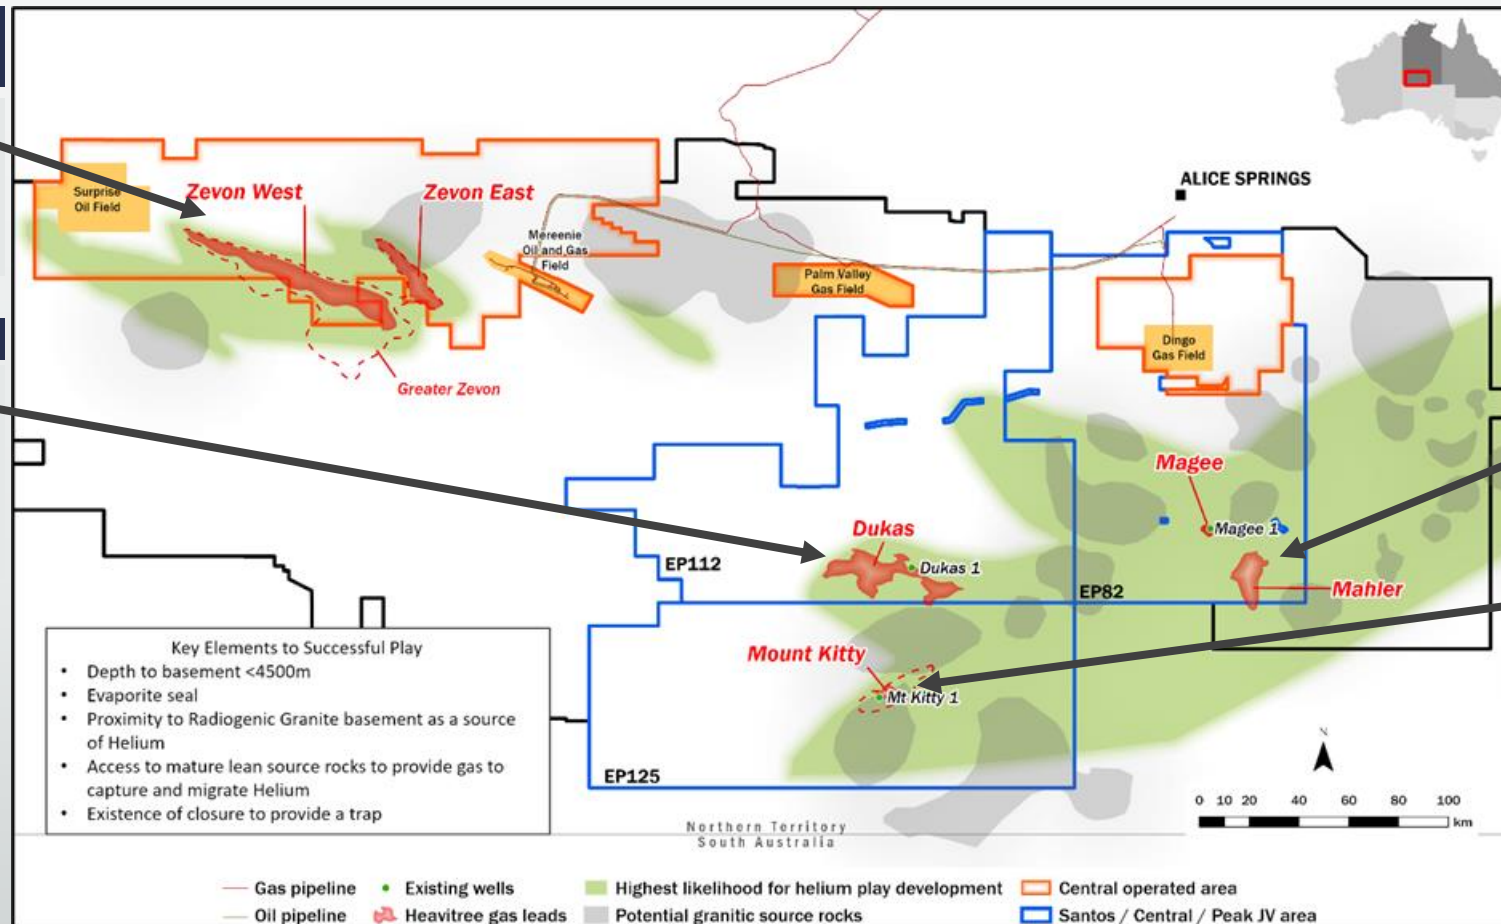 ALICE SPRINGS
Surprise
Oil Field
Zevon West
Zevon East
Mereenie
Oil and Gas
Field
Palm Valley
Gas Field
Dingo
Gas Field
Greater Zevon
Magee
Magee 1
Dukas
Dukas 1
EP112
EP82
Mahler
Mount Kitty
Mt Kitty 1
EP125
Key Elements to Successful Play
• Depth to basement <4500m
• Evaporite seal
• Proximity to Radiogenic Granite basement as a source
of Helium
• Access to mature lean source rocks to provide gas to
capture and migrate Helium
• Existence of closure to provide a trap
N
0 10 20 40 60 80 100
km
Northern Territory
South Australia
Gas pipeline
Existing wells
Highest likelihood for helium play development
Central operated area
Oil pipeline
Heavitree gas leads
Potential granitic source rocks
Santos / Central / Peak JV area